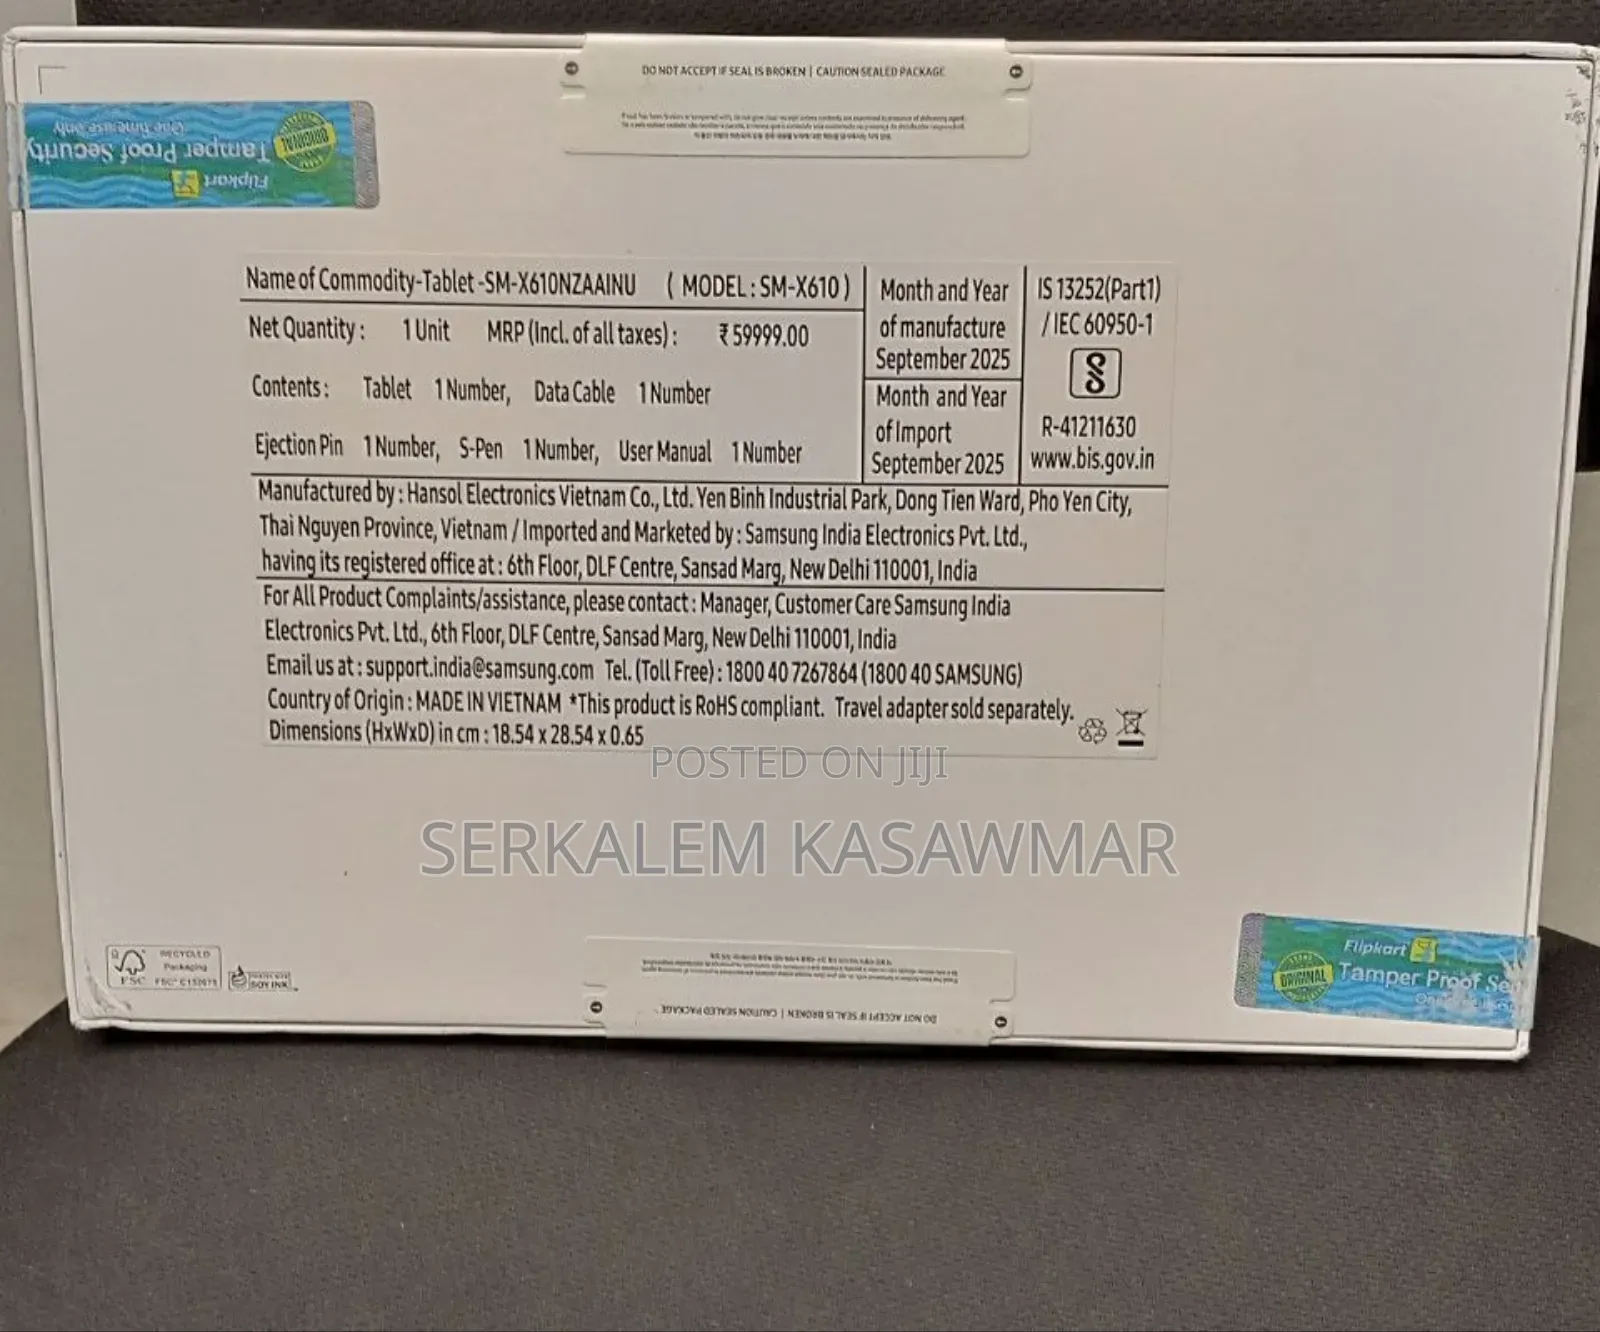 DO NOT ACCEPT IF SEAL IS BROKEN | CAUTION SEALED PACKAGE
Flipkart
Tamper Proof Security
One time use only
ORIGINAL
Name of Commodity-Tablet -SM-X610NZAAINU ( MODEL : SM-X610 )
Net Quantity : 1 Unit MRP (Incl. of all taxes) : ₹ 59999.00
Contents : Tablet 1 Number, Data Cable 1 Number
Ejection Pin 1 Number, S-Pen 1 Number, User Manual 1 Number
Month and Year
of manufacture
September 2025
Month and Year
of Import
September 2025
IS 13252(Part1)
/ IEC 60950-1
R-41211630
www.bis.gov.in
Manufactured by : Hansol Electronics Vietnam Co., Ltd. Yen Binh Industrial Park, Dong Tien Ward, Pho Yen City,
Thai Nguyen Province, Vietnam / Imported and Marketed by : Samsung India Electronics Pvt. Ltd.,
having its registered office at : 6th Floor, DLF Centre, Sansad Marg, New Delhi 110001, India
For All Product Complaints/assistance, please contact : Manager, Customer Care Samsung India
Electronics Pvt. Ltd., 6th Floor, DLF Centre, Sansad Marg, New Delhi 110001, India
Email us at : support.india@samsung.com Tel. (Toll Free) : 1800 40 7267864 (1800 40 SAMSUNG)
Country of Origin : MADE IN VIETNAM *This product is RoHS compliant. Travel adapter sold separately.
Dimensions (HxWxD) in cm : 18.54 x 28.54 x 0.65
POSTED ON JIJI
SERKALEM KASAWMAR
Flipkart
ORIGINAL
Tamper Proof Se
RECYCLED
Packaging
FSC
SOY INK
DO NOT ACCEPT IF SEAL IS BROKEN | CAUTION SEALED PACKAGE